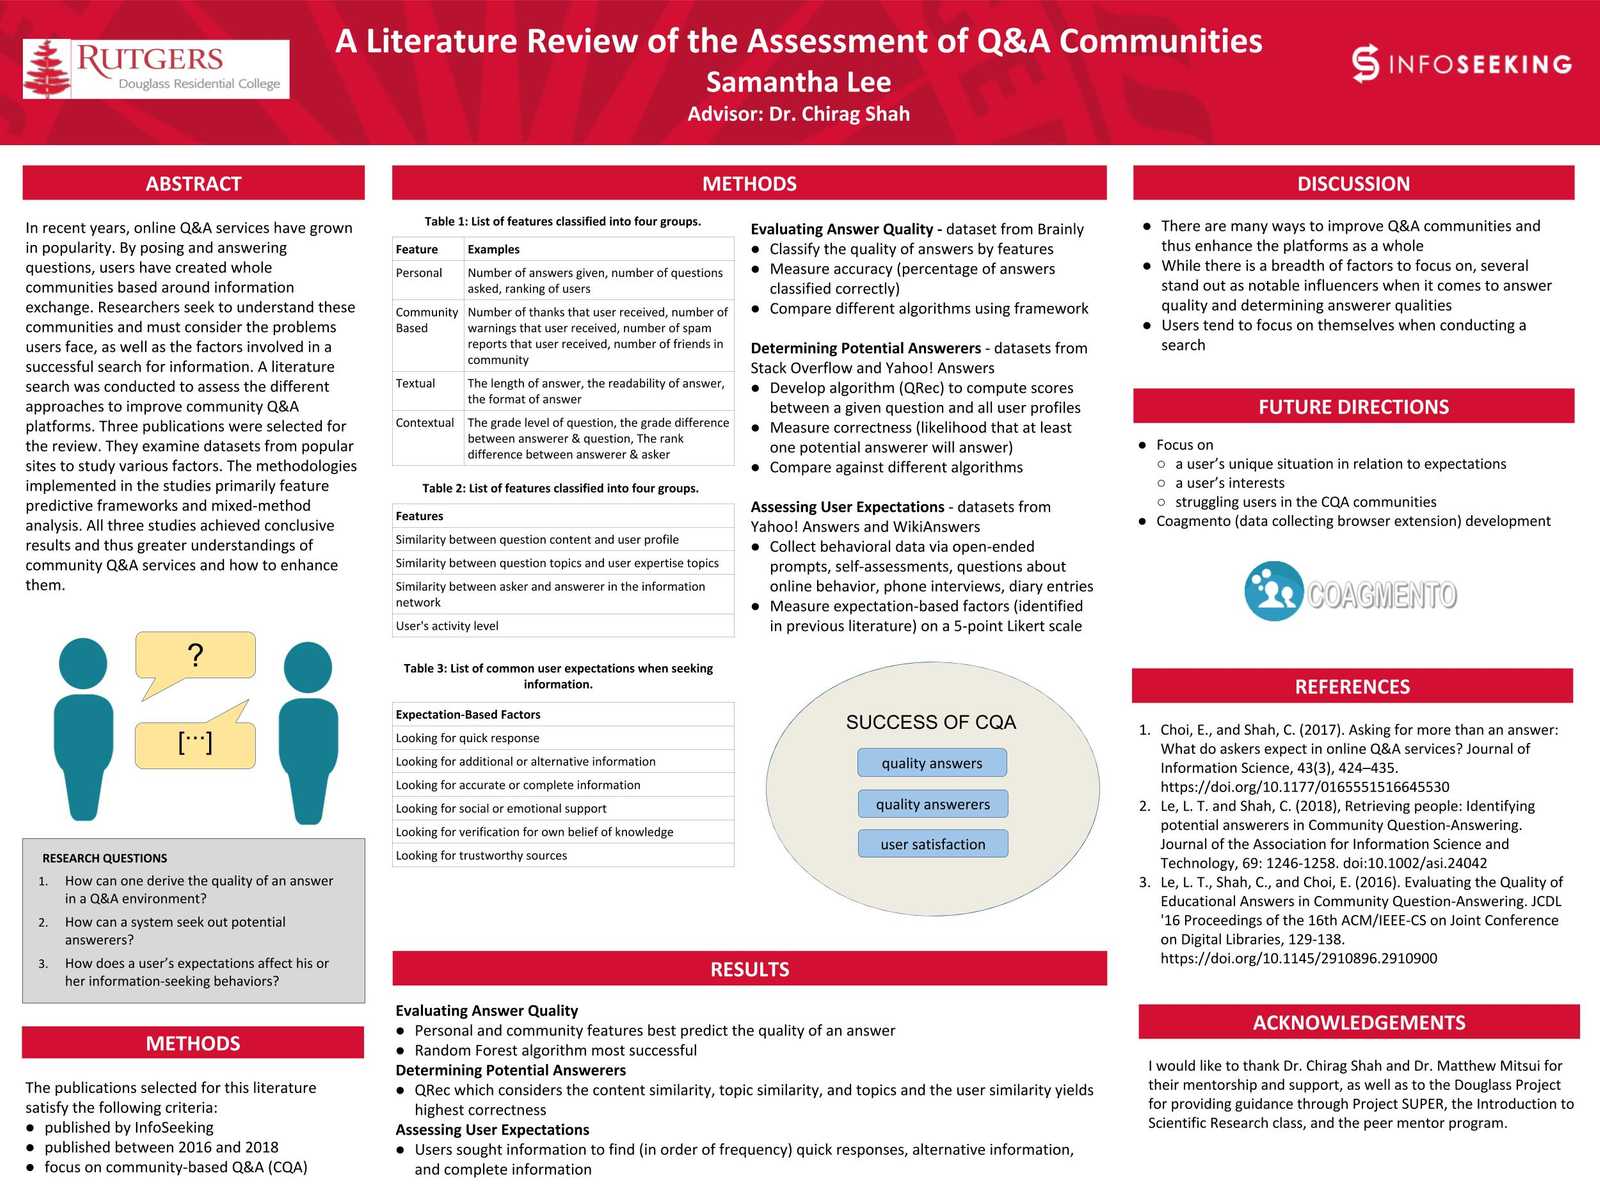 RUTGERS
Douglass Residential College
A Literature Review of the Assessment of Q&A Communities
Samantha Lee
Advisor: Dr. Chirag Shah
INFOSEEKING
ABSTRACT
In recent years, online Q&A services have grown
in popularity. By posing and answering
questions, users have created whole
communities based around information
exchange. Researchers seek to understand these
communities and must consider the problems
users face, as well as the factors involved in a
successful search for information. A literature
search was conducted to assess the different
approaches to improve community Q&A
platforms. Three publications were selected for
the review. They examine datasets from popular
sites to study various factors. The methodologies
implemented in the studies primarily feature
predictive frameworks and mixed-method
analysis. All three studies achieved conclusive
results and thus greater understandings of
community Q&A services and how to enhance
them.
?
[...]
RESEARCH QUESTIONS
1. How can one derive the quality of an answer
in a Q&A environment?
2. How can a system seek out potential
answerers?
3. How does a user’s expectations affect his or
her information-seeking behaviors?
METHODS
The publications selected for this literature
satisfy the following criteria:
● published by InfoSeeking
● published between 2016 and 2018
● focus on community-based Q&A (CQA)
METHODS
Table 1: List of features classified into four groups.
Feature Examples
Personal Number of answers given, number of questions
asked, ranking of users
Community Number of thanks that user received, number of
Based warnings that user received, number of spam
reports that user received, number of friends in
community
Textual The length of answer, the readability of answer,
the format of answer
Contextual The grade level of question, the grade difference
between answerer & question, The rank
difference between answerer & asker
Table 2: List of features classified into four groups.
Features
Similarity between question content and user profile
Similarity between question topics and user expertise topics
Similarity between asker and answerer in the information
network
User's activity level
Table 3: List of common user expectations when seeking
information.
Expectation-Based Factors
Looking for quick response
Looking for additional or alternative information
Looking for accurate or complete information
Looking for social or emotional support
Looking for verification for own belief of knowledge
Looking for trustworthy sources
Evaluating Answer Quality - dataset from Brainly
● Classify the quality of answers by features
● Measure accuracy (percentage of answers
classified correctly)
● Compare different algorithms using framework
Determining Potential Answerers - datasets from
Stack Overflow and Yahoo! Answers
● Develop algorithm (QRec) to compute scores
between a given question and all user profiles
● Measure correctness (likelihood that at least
one potential answerer will answer)
● Compare against different algorithms
Assessing User Expectations - datasets from
Yahoo! Answers and WikiAnswers
● Collect behavioral data via open-ended
prompts, self-assessments, questions about
online behavior, phone interviews, diary entries
● Measure expectation-based factors (identified
in previous literature) on a 5-point Likert scale
SUCCESS OF CQA
quality answers
quality answerers
user satisfaction
RESULTS
Evaluating Answer Quality
● Personal and community features best predict the quality of an answer
● Random Forest algorithm most successful
Determining Potential Answerers
● QRec which considers the content similarity, topic similarity, and topics and the user similarity yields
highest correctness
Assessing User Expectations
● Users sought information to find (in order of frequency) quick responses, alternative information,
and complete information
DISCUSSION
● There are many ways to improve Q&A communities and
thus enhance the platforms as a whole
● While there is a breadth of factors to focus on, several
stand out as notable influencers when it comes to answer
quality and determining answerer qualities
● Users tend to focus on themselves when conducting a
search
FUTURE DIRECTIONS
● Focus on
○ a user’s unique situation in relation to expectations
○ a user’s interests
○ struggling users in the CQA communities
● Coagmento (data collecting browser extension) development
COAGMENTO
REFERENCES
1. Choi, E., and Shah, C. (2017). Asking for more than an answer:
What do askers expect in online Q&A services? Journal of
Information Science, 43(3), 424–435.
https://doi.org/10.1177/0165551516645530
2. Le, L. T. and Shah, C. (2018), Retrieving people: Identifying
potential answerers in Community Question-Answering.
Journal of the Association for Information Science and
Technology, 69: 1246-1258. doi:10.1002/asi.24042
3. Le, L. T., Shah, C., and Choi, E. (2016). Evaluating the Quality of
Educational Answers in Community Question-Answering. JCDL
'16 Proceedings of the 16th ACM/IEEE-CS on Joint Conference
on Digital Libraries, 129-138.
https://doi.org/10.1145/2910896.2910900
ACKNOWLEDGEMENTS
I would like to thank Dr. Chirag Shah and Dr. Matthew Mitsui for
their mentorship and support, as well as to the Douglass Project
for providing guidance through Project SUPER, the Introduction to
Scientific Research class, and the peer mentor program.